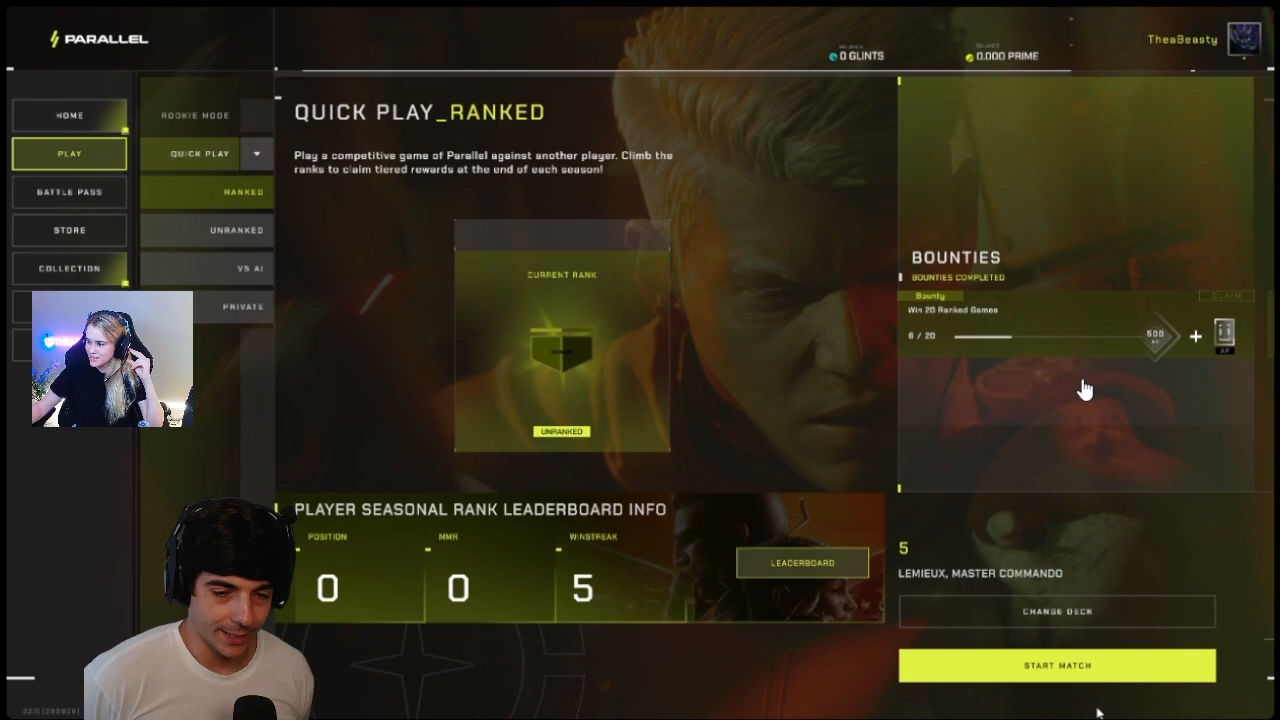 PARALLEL
BALANCE
0 GLINTS
BALANCE
0.000 PRIME
TheaBeasty
HOME
PLAY
BATTLE PASS
STORE
COLLECTION
ROOKIE MODE
QUICK PLAY
RANKED
UNRANKED
VS AI
PRIVATE
QUICK PLAY_RANKED
Play a competitive game of Parallel against another player. Climb the
ranks to claim tiered rewards at the end of each season!
CURRENT RANK
UNRANKED
BOUNTIES
BOUNTIES COMPLETED
Bounty
CLAIM
Win 20 Ranked Games
6 / 20
500
+
PLAYER SEASONAL RANK LEADERBOARD INFO
POSITION
MMR
WINSTREAK
0
0
5
LEADERBOARD
5
LEMIEUX, MASTER COMMANDO
CHANGE DECK
START MATCH